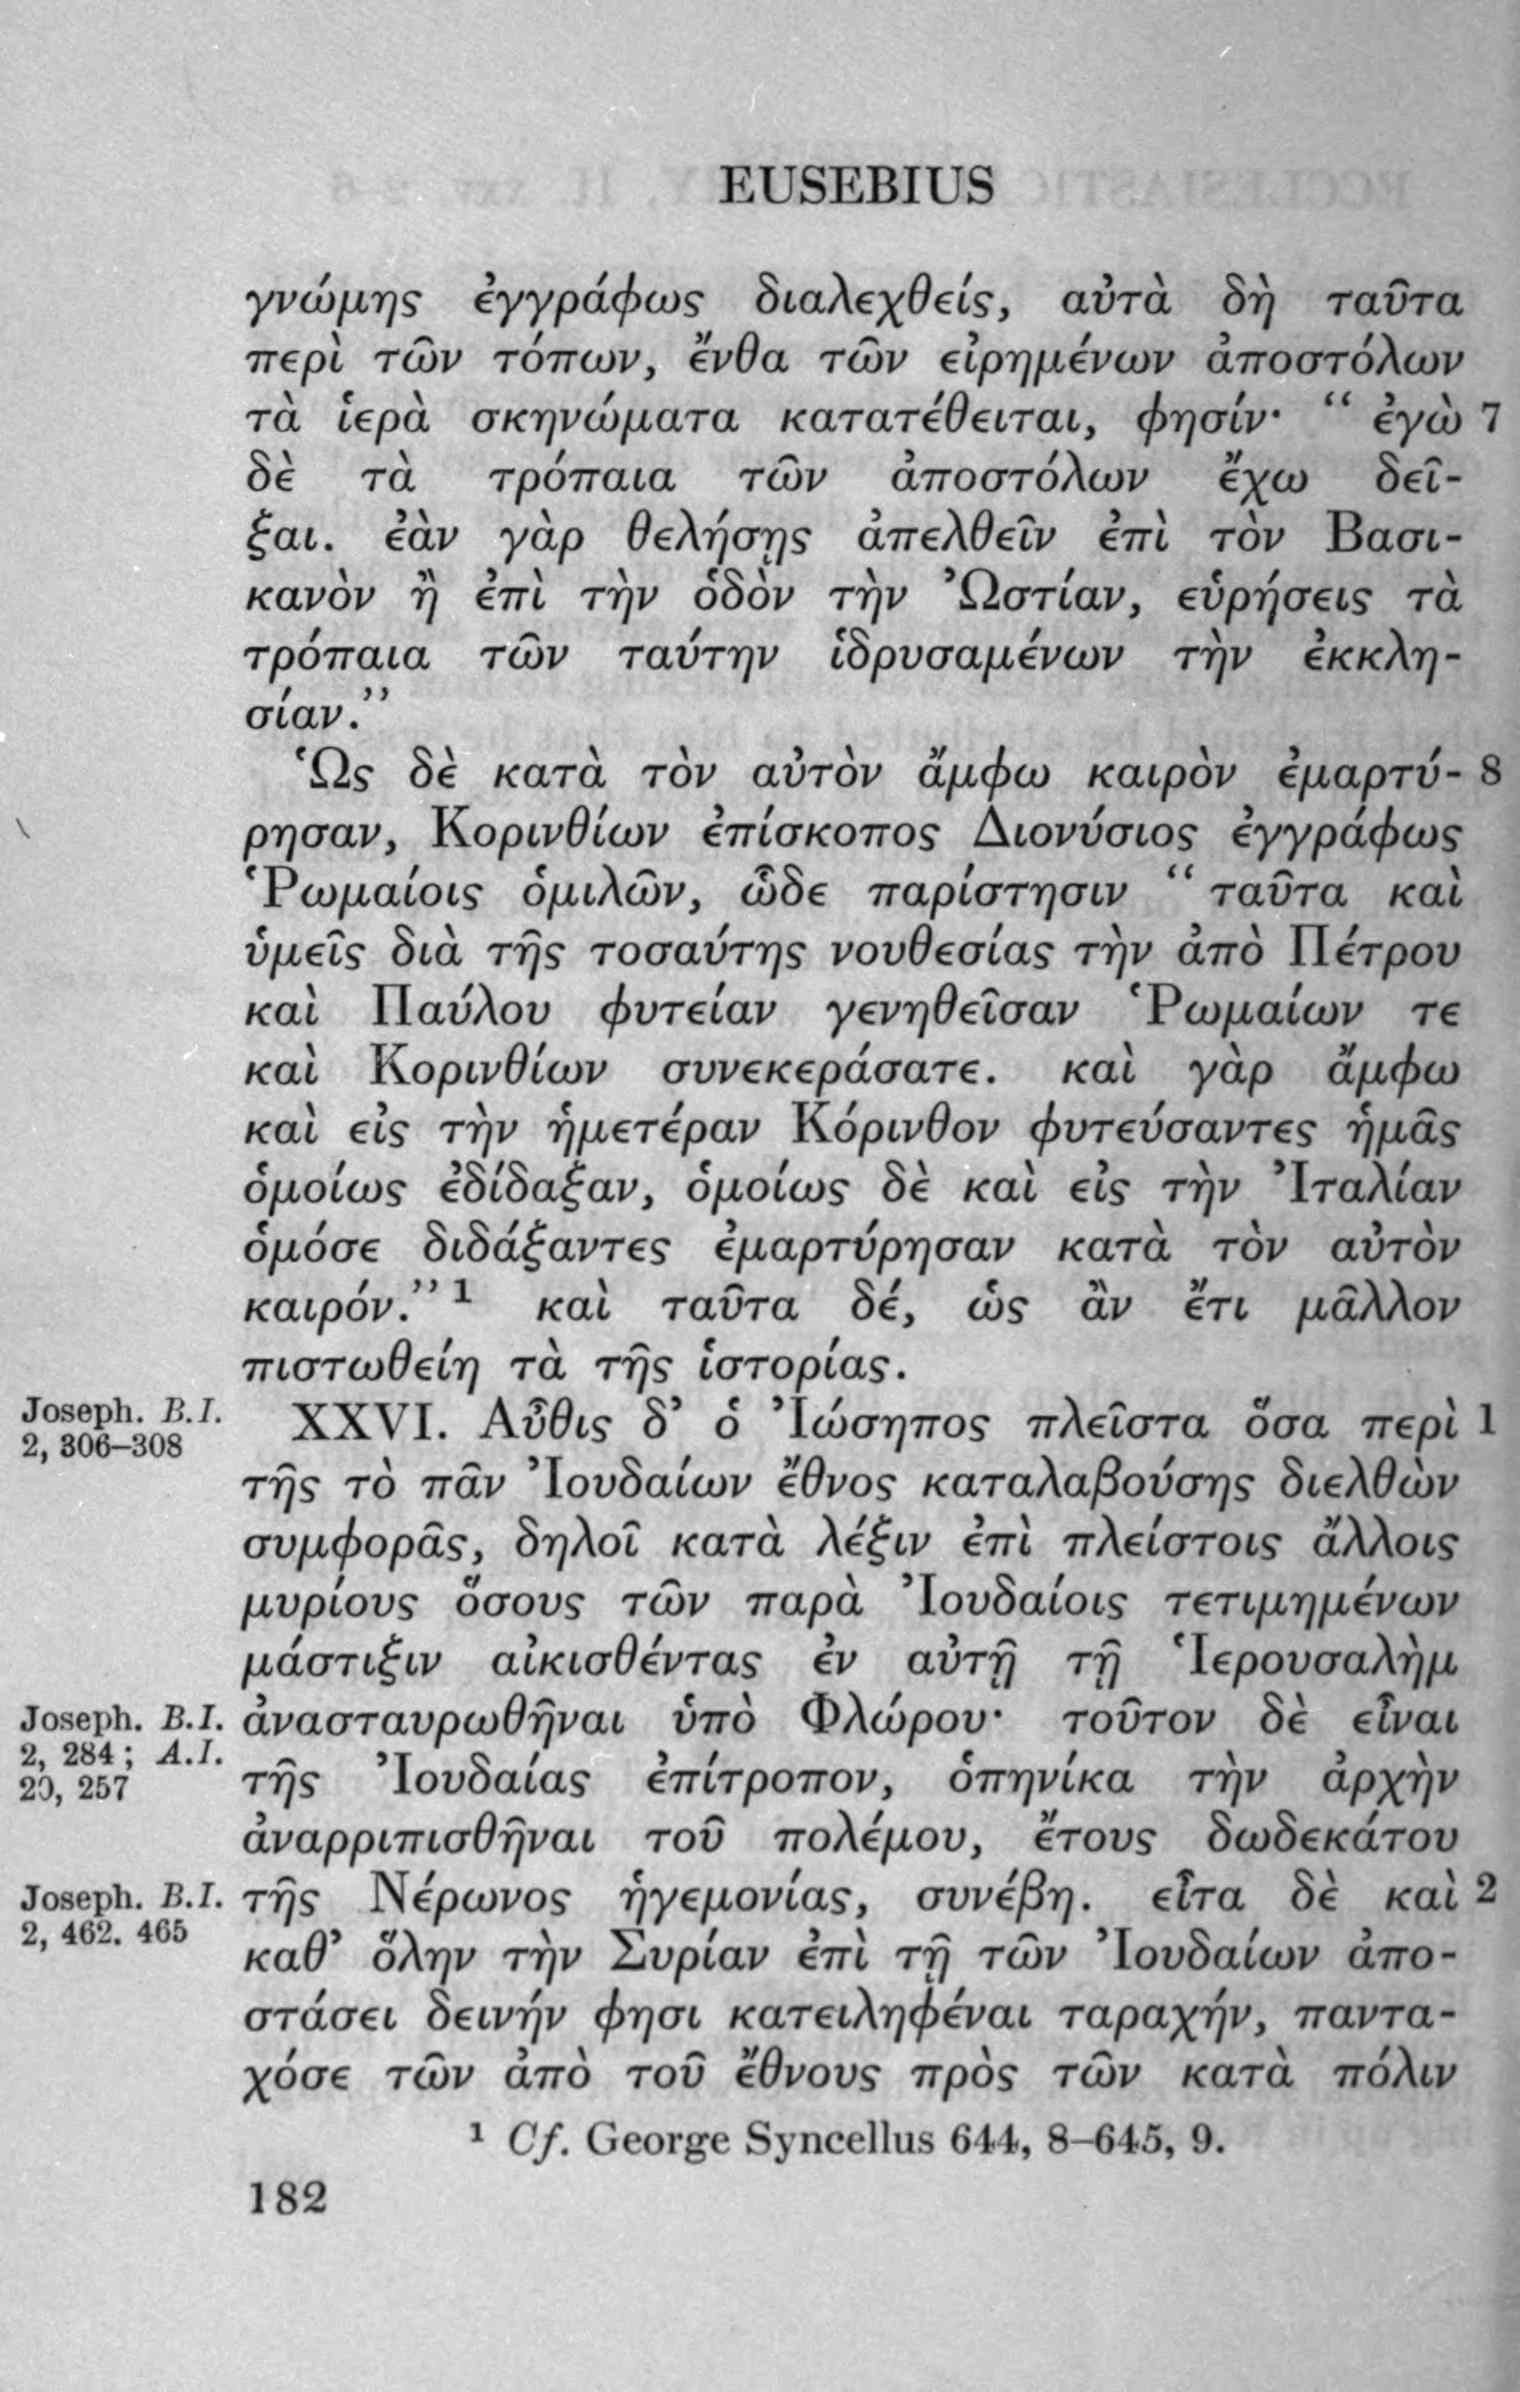 EUSEBIUS
γνώμης ἐγγράφως διαλεχθείς, αὐτὰ δὴ ταῦτα
περὶ τῶν τόπων, ἔνθα τῶν εἰρημένων ἀποστόλων
τὰ ἱερὰ σκηνώματα κατατέθειται, φησίν· “ ἐγὼ 7
δὲ τὰ τρόπαια τῶν ἀποστόλων ἔχω δεῖ-
ξαι. ἐὰν γὰρ θελήσῃς ἀπελθεῖν ἐπὶ τὸν Βασι-
κανὸν ἢ ἐπὶ τὴν ὁδὸν τὴν Ὠστίαν, εὑρήσεις τὰ
τρόπαια τῶν ταύτην ἱδρυσαμένων τὴν ἐκκλη-
σίαν.”
Ὡς δὲ κατὰ τὸν αὐτὸν ἄμφω καιρὸν ἐμαρτύ- 8
ρησαν, Κορινθίων ἐπίσκοπος Διονύσιος ἐγγράφως
Ῥωμαίοις ὁμιλῶν, ὧδε παρίστησιν “ ταῦτα καὶ
ὑμεῖς διὰ τῆς τοσαύτης νουθεσίας τὴν ἀπὸ Πέτρου
καὶ Παύλου φυτείαν γενηθεῖσαν Ῥωμαίων τε
καὶ Κορινθίων συνεκεράσατε. καὶ γὰρ ἄμφω
καὶ εἰς τὴν ἡμετέραν Κόρινθον φυτεύσαντες ἡμᾶς
ὁμοίως ἐδίδαξαν, ὁμοίως δὲ καὶ εἰς τὴν Ἰταλίαν
ὁμόσε διδάξαντες ἐμαρτύρησαν κατὰ τὸν αὐτὸν
καιρόν.” 1 καὶ ταῦτα δέ, ὡς ἂν ἔτι μᾶλλον
πιστωθείη τὰ τῆς ἱστορίας.
Joseph. B.I.
2, 306–308
XXVI. Αὖθις δ’ ὁ Ἰώσηπος πλεῖστα ὅσα περὶ 1
τῆς τὸ πᾶν Ἰουδαίων ἔθνος καταλαβούσης διελθὼν
συμφορᾶς, δηλοῖ κατὰ λέξιν ἐπὶ πλείστοις ἄλλοις
μυρίους ὅσους τῶν παρὰ Ἰουδαίοις τετιμημένων
μάστιξιν αἰκισθέντας ἐν αὐτῇ τῇ Ἱερουσαλὴμ
Joseph. B.I.
2, 284; A.I.
20, 257
ἀνασταυρωθῆναι ὑπὸ Φλώρου· τοῦτον δὲ εἶναι
τῆς Ἰουδαίας ἐπίτροπον, ὁπηνίκα τὴν ἀρχὴν
ἀναρριπισθῆναι τοῦ πολέμου, ἔτους δωδεκάτου
Joseph. B.I.
2, 462. 465
τῆς Νέρωνος ἡγεμονίας, συνέβη. εἶτα δὲ καὶ 2
καθ’ ὅλην τὴν Συρίαν ἐπὶ τῇ τῶν Ἰουδαίων ἀπο-
στάσει δεινήν φησι κατειληφέναι ταραχήν, παντα-
χόσε τῶν ἀπὸ τοῦ ἔθνους πρὸς τῶν κατὰ πόλιν
1 Cf. George Syncellus 644, 8–645, 9.
182